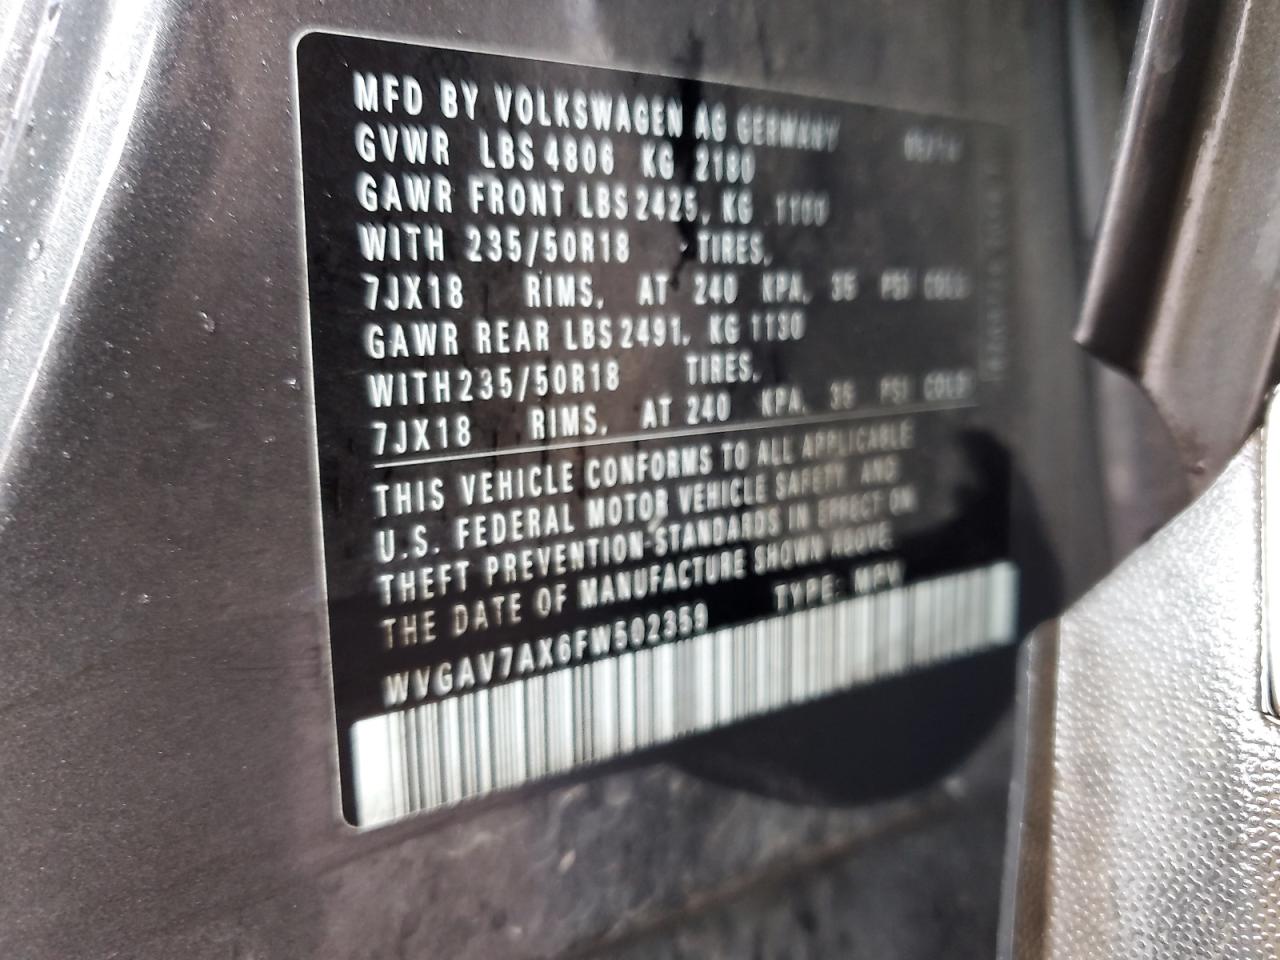 MFD BY VOLKSWAGEN AG GERMANY
GVWR LBS 4806 KG 2180
GAWR FRONT LBS 2425, KG 1100
WITH 235/50R18 TIRES,
7JX18 RIMS, AT 240 KPA, 35 PSI COLD
GAWR REAR LBS 2491, KG 1130
WITH 235/50R18 TIRES,
7JX18 RIMS, AT 240 KPA, 35 PSI COLD
THIS VEHICLE CONFORMS TO ALL APPLICABLE
U.S. FEDERAL MOTOR VEHICLE SAFETY, AND
THEFT PREVENTION-STANDARDS IN EFFECT ON
THE DATE OF MANUFACTURE SHOWN ABOVE.
WVGAV7AX6FW502359 TYPE: MPV